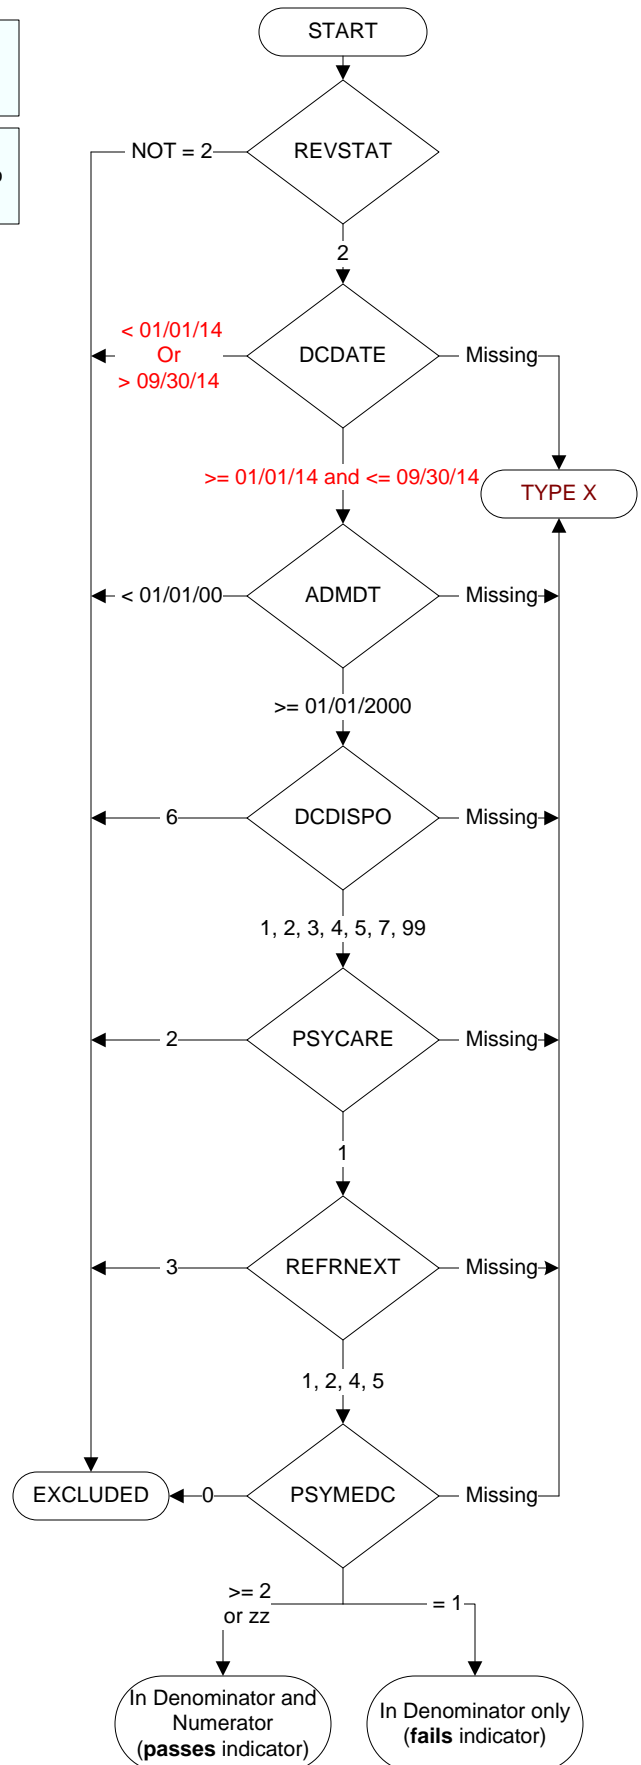 START
NOT = 2
REVSTAT
2
< 01/01/14
Or
> 09/30/14
DCDATE
Missing
>= 01/01/14 and <= 09/30/14
TYPE X
< 01/01/00
ADMDT
Missing
>= 01/01/2000
6
DCDISPO
Missing
1, 2, 3, 4, 5, 7, 99
2
PSYCARE
Missing
1
3
REFRNEXT
Missing
1, 2, 4, 5
EXCLUDED
0
PSYMEDC
Missing
>= 2
or zz
= 1
In Denominator and
Numerator
(passes indicator)
In Denominator only
(fails indicator)